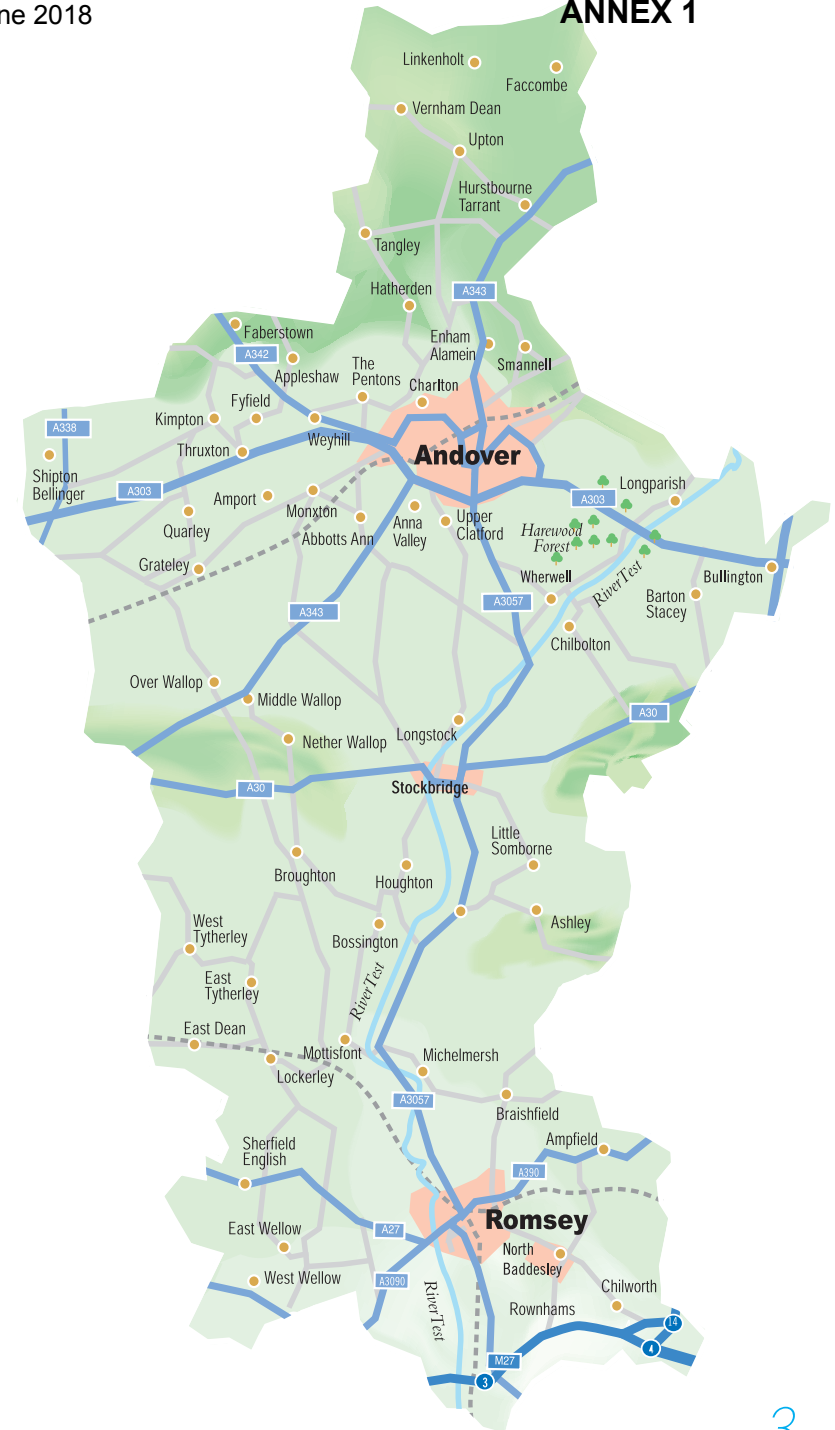 ne 2018
ANNEX 1
Linkenholt
Faccombe
Vernham Dean
Upton
Hurstbourne
Tarrant
Tangley
Hatherden
A343
Faberstown
A342
Enham
Alamein
Smannell
Appleshaw
The
Pentons
Charlton
Fyfield
Kimpton
A338
Weyhill
Thruxton
Andover
Shipton
Bellinger
A303
Amport
Monxton
Longparish
A303
Quarley
Abbotts Ann
Anna
Valley
Upper
Clatford
Harewood
Forest
Grateley
Wherwell
River Test
Bullington
A343
A3057
Barton
Stacey
Chilbolton
Over Wallop
Middle Wallop
A30
Nether Wallop
Longstock
A30
Stockbridge
Little
Somborne
Broughton
Houghton
West
Tytherley
Bossington
Ashley
East
Tytherley
River Test
East Dean
Mottisfont
Michelmersh
Lockerley
A3057
Braishfield
Sherfield
English
Ampfield
A390
Romsey
East Wellow
A27
North
Baddesley
West Wellow
A3090
Chilworth
River Test
Rownhams
14
4
M27
3
3